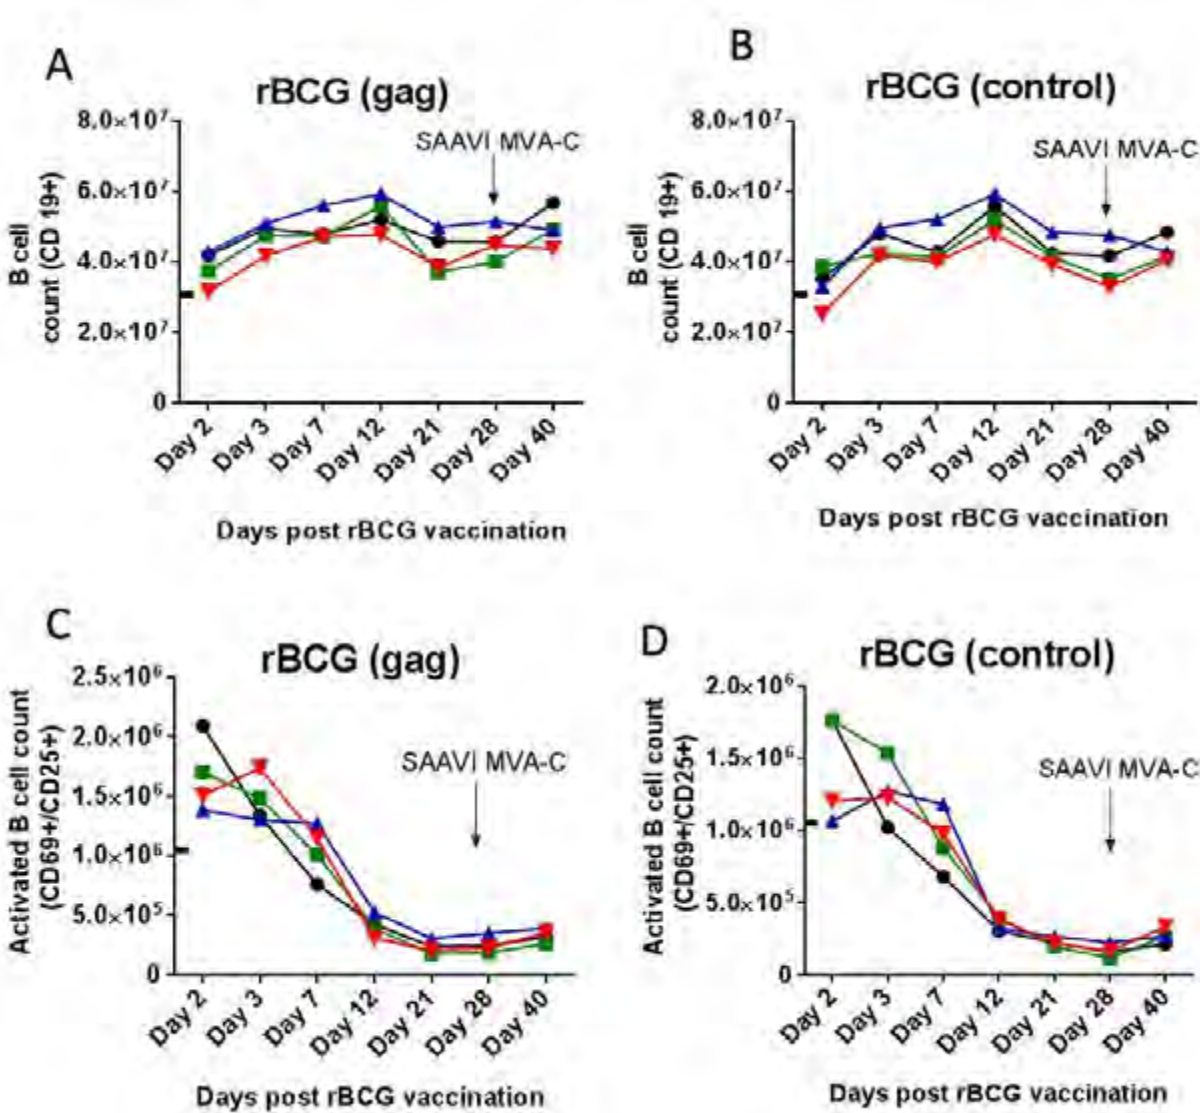 A
rBCG (gag)
8.0×10⁷
6.0×10⁷
4.0×10⁷
2.0×10⁷
0
B cell
count (CD 19+)
SAAVI MVA-C
Day 2
Day 3
Day 7
Day 12
Day 21
Day 28
Day 40
Days post rBCG vaccination
B
rBCG (control)
8.0×10⁷
6.0×10⁷
4.0×10⁷
2.0×10⁷
0
B cell
count (CD 19+)
SAAVI MVA-C
Day 2
Day 3
Day 7
Day 12
Day 21
Day 28
Day 40
Days post rBCG vaccination
C
rBCG (gag)
2.5×10⁶
2.0×10⁶
1.5×10⁶
1.0×10⁶
5.0×10⁵
0
Activated B cell count
(CD69+/CD25+)
SAAVI MVA-C
Day 2
Day 3
Day 7
Day 12
Day 21
Day 28
Day 40
Days post rBCG vaccination
D
rBCG (control)
2.0×10⁶
1.5×10⁶
1.0×10⁶
5.0×10⁵
0
Activated B cell count
(CD69+/CD25+)
SAAVI MVA-C
Day 2
Day 3
Day 7
Day 12
Day 21
Day 28
Day 40
Days post rBCG vaccination